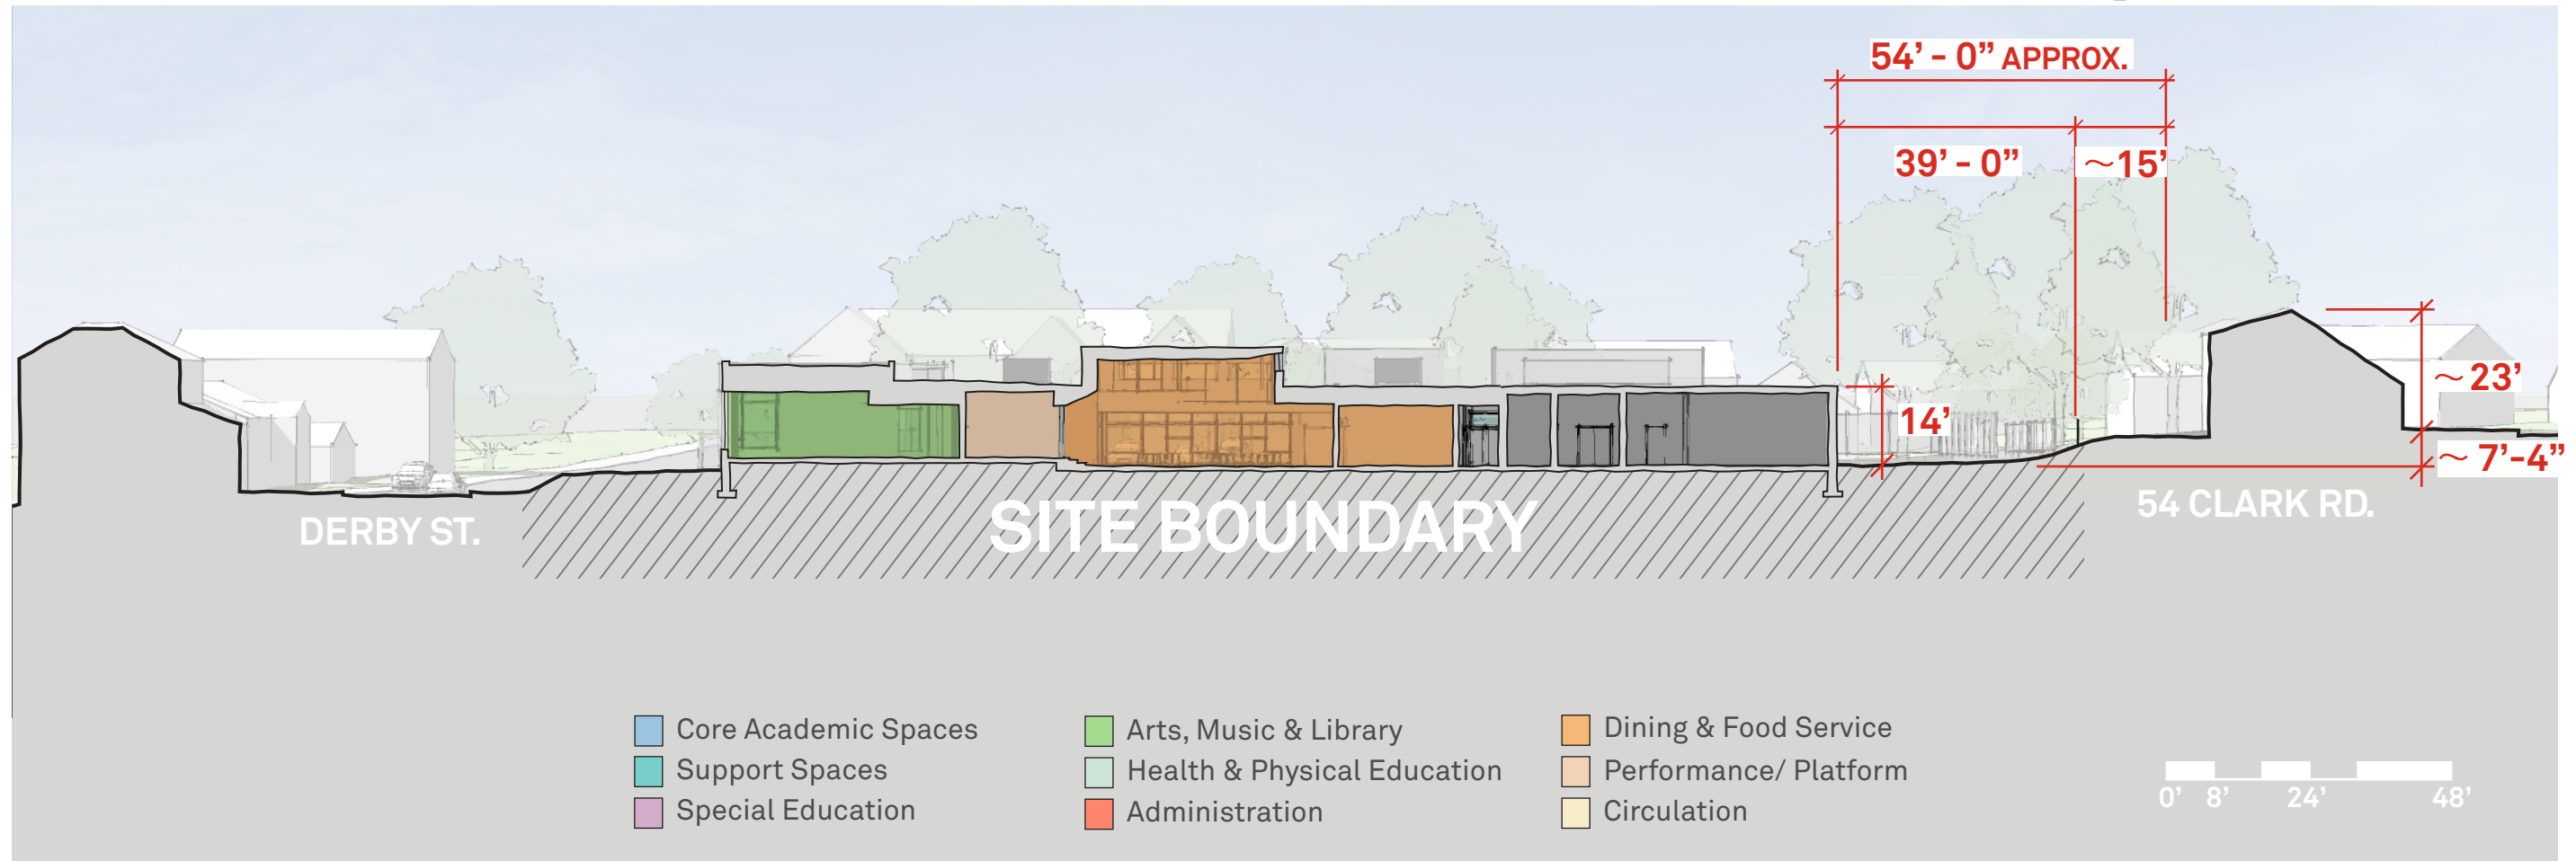 54’ - 0” APPROX.
39’ - 0”
~15’
~ 23’
14’
~ 7’-4”
DERBY ST.
SITE BOUNDARY
54 CLARK RD.
Core Academic Spaces
Support Spaces
Special Education
Arts, Music & Library
Health & Physical Education
Administration
Dining & Food Service
Performance/ Platform
Circulation
0’ 8’ 24’ 48’